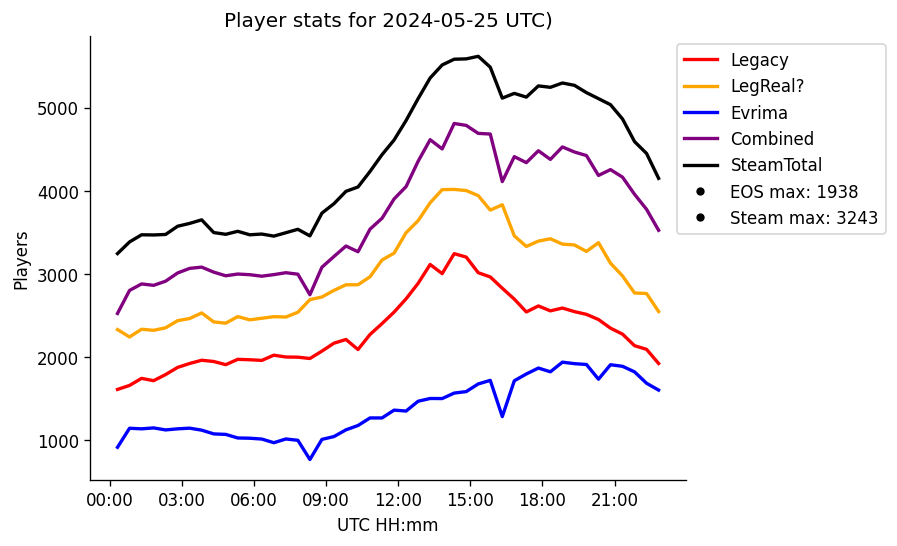 Player stats for 2024-05-25 UTC)
Legacy
LegReal?
Evrima
Combined
SteamTotal
EOS max: 1938
Steam max: 3243
Players
5000
4000
3000
2000
1000
00:00 03:00 06:00 09:00 12:00 15:00 18:00 21:00
UTC HH:mm